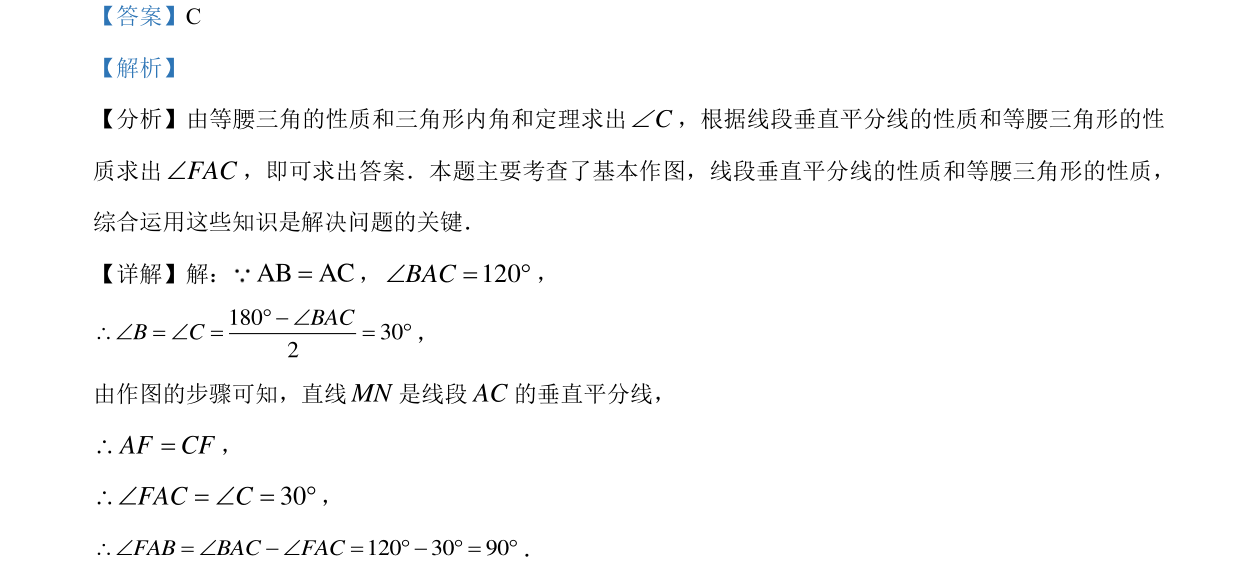 【答案】C
【解析】
【分析】由等腰三角的性质和三角形内角和定理求出∠C，根据线段垂直平分线的性质和等腰三角形的性
质求出∠FAC，即可求出答案．本题主要考查了基本作图，线段垂直平分线的性质和等腰三角形的性质，
综合运用这些知识是解决问题的关键．
【详解】解：∵AB = AC，∠BAC = 120°，
∴∠B = ∠C = (180° − ∠BAC)/2 = 30°，
由作图的步骤可知，直线MN是线段AC的垂直平分线，
∴AF = CF，
∴∠FAC = ∠C = 30°，
∴∠FAB = ∠BAC − ∠FAC = 120° − 30° = 90°．